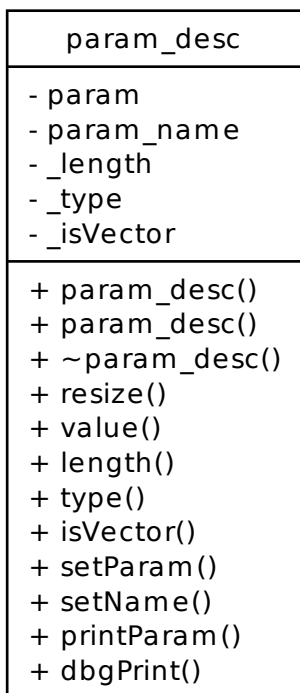 param_desc
- param
- param_name
- _length
- _type
- _isVector
+ param_desc()
+ param_desc()
+ ~param_desc()
+ resize()
+ value()
+ length()
+ type()
+ isVector()
+ setParam()
+ setName()
+ printParam()
+ dbgPrint()